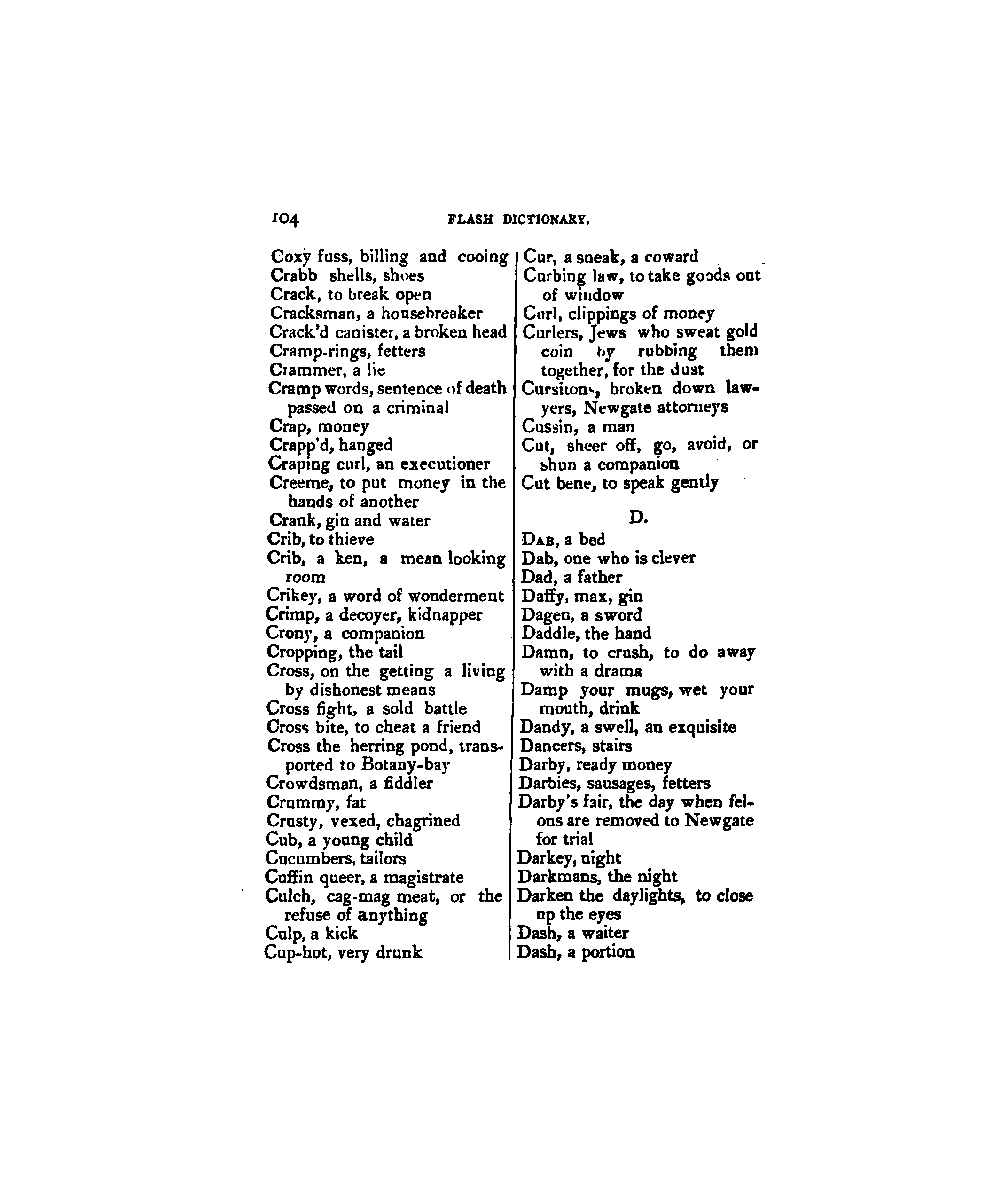 104
FLASH DICTIONARY.
Coxy fuss, billing and cooing
Crabb shells, shoes
Crack, to break open
Cracksman, a housebreaker
Crack'd canister, a broken head
Cramp-rings, fetters
Crammer, a lie
Cramp words, sentence of death
passed on a criminal
Crap, money
Crapp'd, hanged
Craping curl, an executioner
Creeme, to put money in the
hands of another
Crank, gin and water
Crib, to thieve
Crib, a ken, a mean looking
room
Crikey, a word of wonderment
Crimp, a decoyer, kidnapper
Crony, a companion
Cropping, the tail
Cross, on the getting a living
by dishonest means
Cross fight, a sold battle
Cross bite, to cheat a friend
Cross the herring pond, trans-
ported to Botany-bay
Crowdsman, a fiddler
Crummy, fat
Crusty, vexed, chagrined
Cub, a young child
Cucumbers, tailors
Cuffin queer, a magistrate
Culch, cag-mag meat, or the
refuse of anything
Culp, a kick
Cup-hot, very drunk
Cur, a sneak, a coward
Curbing law, to take goods out
of window
Curl, clippings of money
Curlers, Jews who sweat gold
coin by rubbing them
together, for the dust
Cursitons, broken down law-
yers, Newgate attorneys
Cussin, a man
Cut, sheer off, go, avoid, or
shun a companion
Cut bene, to speak gently
D.
DAB, a bed
Dab, one who is clever
Dad, a father
Daffy, max, gin
Dagen, a sword
Daddle, the hand
Damn, to crush, to do away
with a drama
Damp your mugs, wet your
mouth, drink
Dandy, a swell, an exquisite
Dancers, stairs
Darby, ready money
Darbies, sausages, fetters
Darby's fair, the day when fel-
ons are removed to Newgate
for trial
Darkey, night
Darkmans, the night
Darken the daylights, to close
up the eyes
Dash, a waiter
Dash, a portion